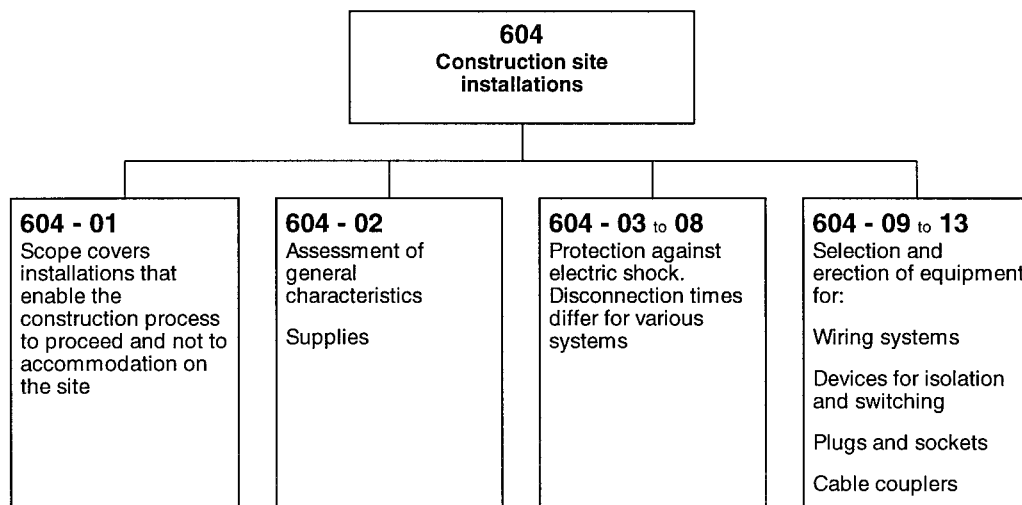 604
Construction site
installations
604 - 01
Scope covers
installations that
enable the
construction process
to proceed and not to
accommodation on
the site
604 - 02
Assessment of
general
characteristics
Supplies
604 - 03 to 08
Protection against
electric shock.
Disconnection times
differ for various
systems
604 - 09 to 13
Selection and
erection of equipment
for:
Wiring systems
Devices for isolation
and switching
Plugs and sockets
Cable couplers